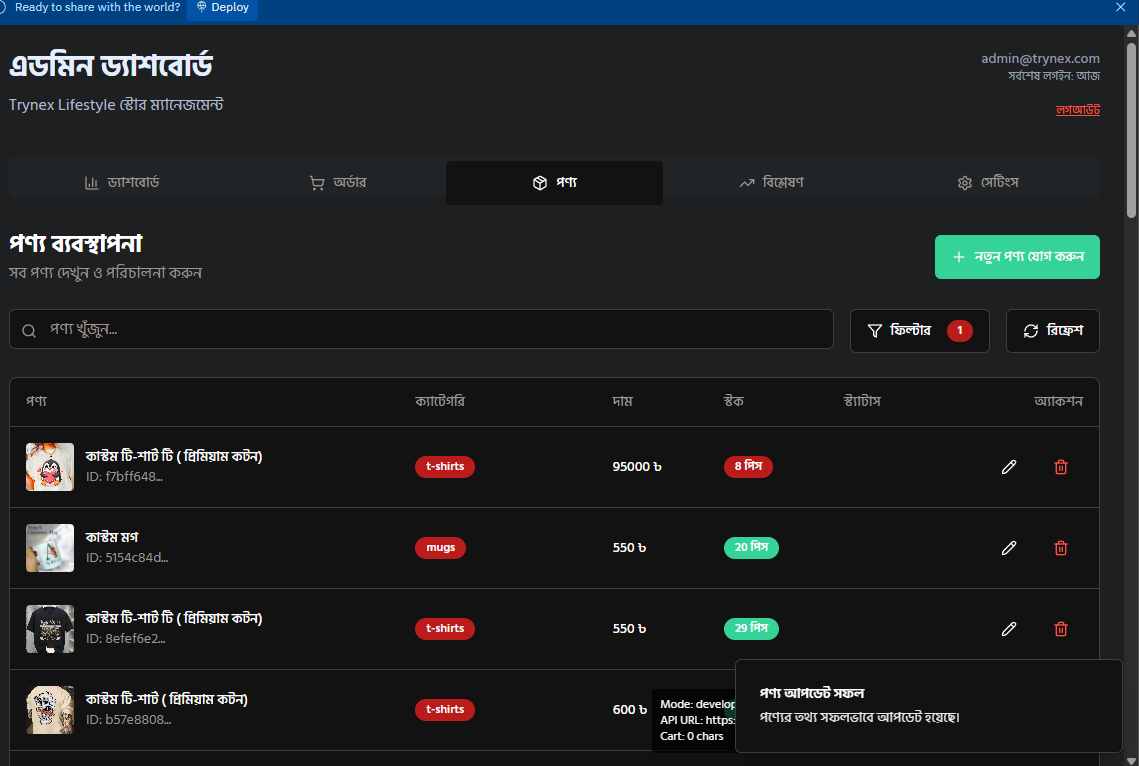 Ready to share with the world?
Deploy
এডমিন ড্যাশবোর্ড
admin@trynex.com
সর্বশেষ লগইন: আজ
Trynex Lifestyle স্টোর ম্যানেজমেন্ট
লগআউট
ড্যাশবোর্ড
অর্ডার
পণ্য
বিশ্লেষণ
সেটিংস
পণ্য ব্যবস্থাপনা
সব পণ্য দেখুন ও পরিচালনা করুন
নতুন পণ্য যোগ করুন
পণ্য খুঁজুন...
ফিল্টার 1
রিফ্রেশ
পণ্য ক্যাটেগরি দাম স্টক স্ট্যাটাস অ্যাকশন
কাস্টম টি-শার্ট টি ( প্রিমিয়াম কটন)
ID: f7bff648...
t-shirts
95000 ৳
8 পিস
কাস্টম মগ
ID: 5154c84d...
mugs
550 ৳
20 পিস
কাস্টম টি-শার্ট টি ( প্রিমিয়াম কটন)
ID: 8efef6e2...
t-shirts
550 ৳
29 পিস
কাস্টম টি-শার্ট ( প্রিমিয়াম কটন)
ID: b57e8808...
t-shirts
600 ৳
Mode: develop
API URL: https:
Cart: 0 chars
পণ্য আপডেট সফল
পণ্যের তথ্য সফলভাবে আপডেট হয়েছে।